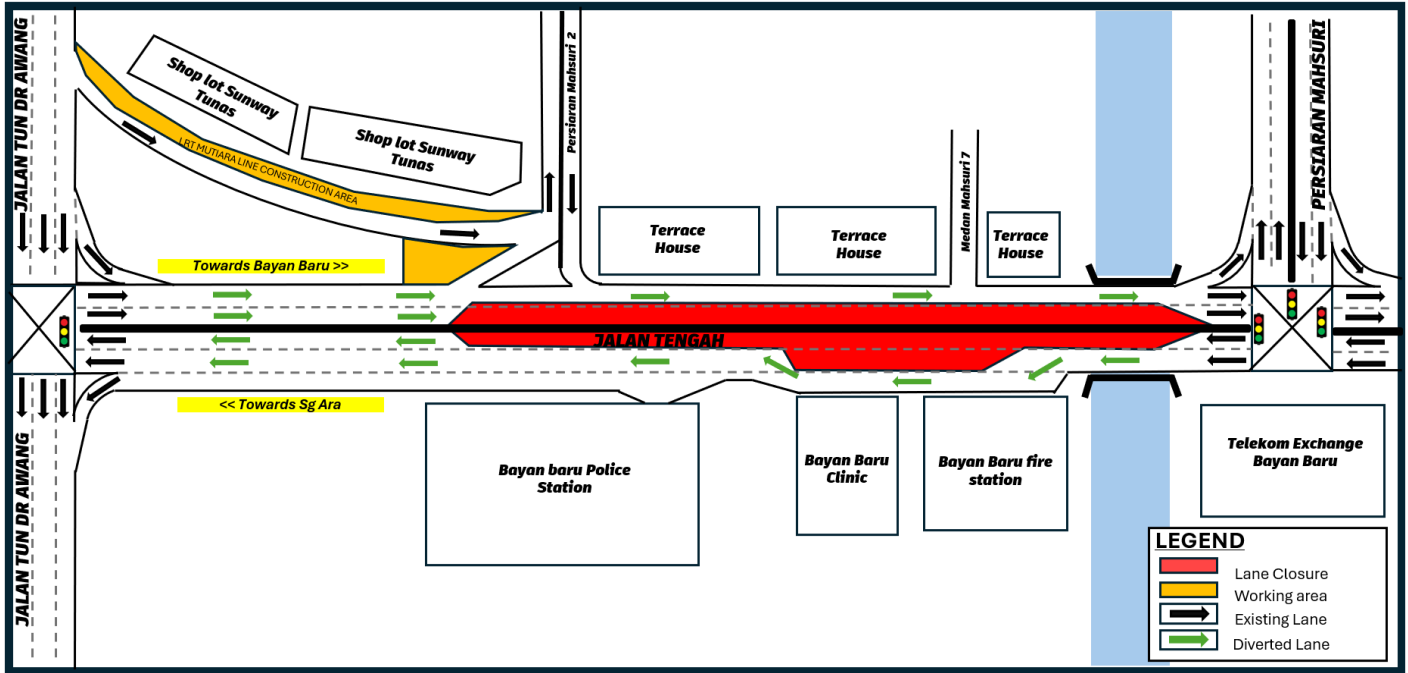 JALAN TUN DR AWANG
Shop lot Sunway
Tunas
Shop lot Sunway
Tunas
LRT MUTIARA LINE CONSTRUCTION AREA
Persiaran Mahsuri 2
Medan Mahsuri 7
PERSIARAN MAHSURI
Terrace
House
Terrace
House
Terrace
House
Towards Bayan Baru >>
JALAN TENGAH
<< Towards Sg Ara
JALAN TUN DR AWANG
Bayan baru Police
Station
Bayan Baru
Clinic
Bayan Baru fire
station
Telekom Exchange
Bayan Baru
LEGEND
Lane Closure
Working area
Existing Lane
Diverted Lane